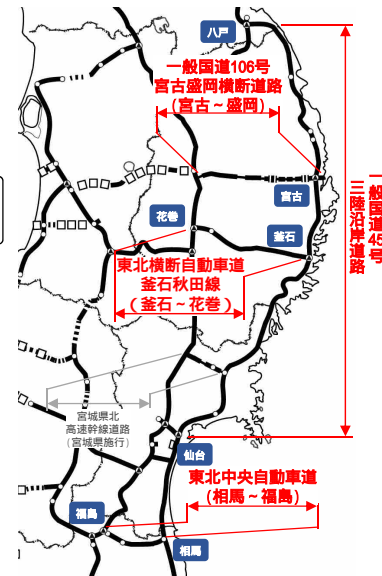 八戸
一般国道106号
宮古盛岡横断道路
(宮古～盛岡)
宮古
花巻
釜石
一般国道45号
三陸沿岸道路
東北横断自動車道
釜石秋田線
(釜石～花巻)
宮城県北
高速幹線道路
(宮城県施行)
仙台
東北中央自動車道
(相馬～福島)
福島
相馬